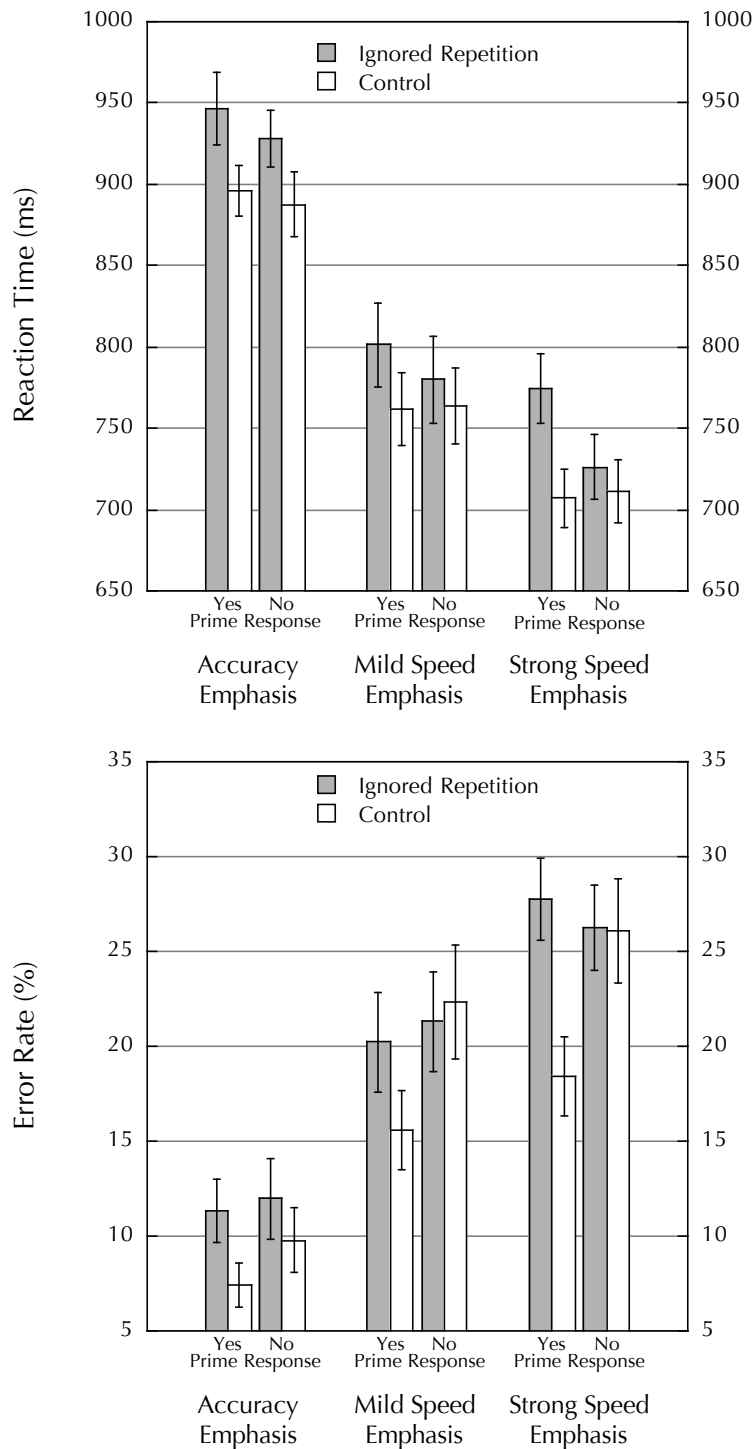 1000 1000
Ignored Repetition
Control
950 950
900 900
850 850
800 800
750 750
700 700
650 650
Reaction Time (ms)
Yes No Yes No Yes No
Prime Response Prime Response Prime Response
Accuracy Mild Speed Strong Speed
Emphasis Emphasis Emphasis
35 35
Ignored Repetition
Control
30 30
25 25
20 20
15 15
10 10
5 5
Error Rate (%)
Yes No Yes No Yes No
Prime Response Prime Response Prime Response
Accuracy Mild Speed Strong Speed
Emphasis Emphasis Emphasis